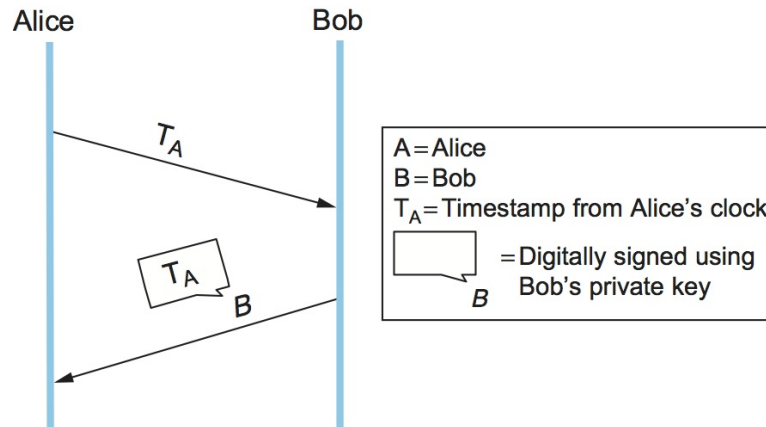 Alice Bob
T_A
T_A
B
A=Alice
B=Bob
T_A=Timestamp from Alice's clock
=Digitally signed using
Bob's private key
B